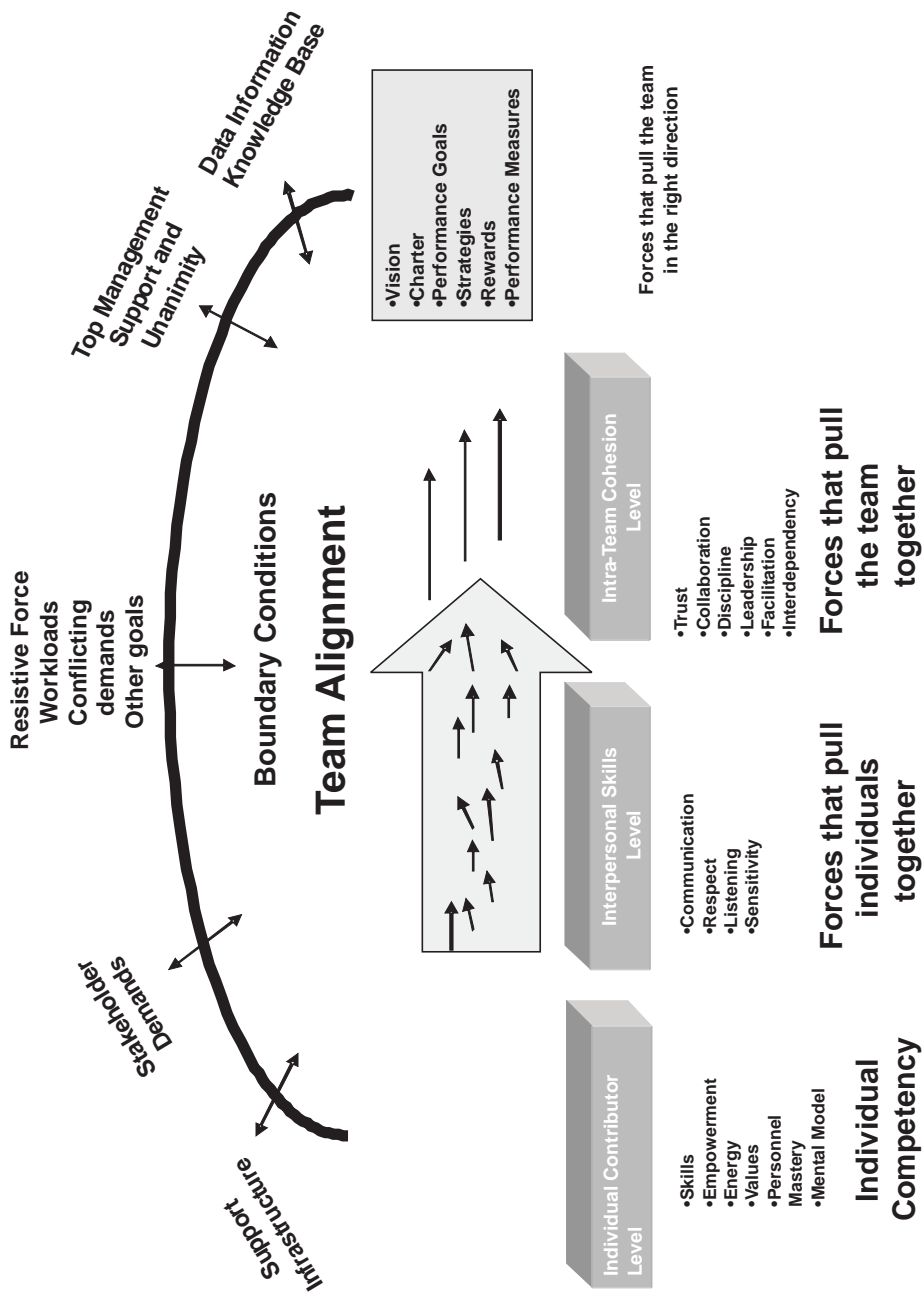 Resistive Force
Workloads
Conflicting
demands
Other goals
Top Management
Support and
Unanimity
Data Information
Knowledge Base
Stakeholder
Demands
Support
Infrastructure
Boundary Conditions
Team Alignment
•Vision
•Charter
•Performance Goals
•Strategies
•Rewards
•Performance Measures
Forces that pull the team
in the right direction
Individual Contributor
Level
•Skills
•Empowerment
•Energy
•Values
•Personnel
Mastery
•Mental Model
Individual
Competency
Interpersonal Skills
Level
•Communication
•Respect
•Listening
•Sensitivity
Forces that pull
individuals
together
Intra-Team Cohesion
Level
•Trust
•Collaboration
•Discipline
•Leadership
•Facilitation
•Interdependency
Forces that pull
the team
together